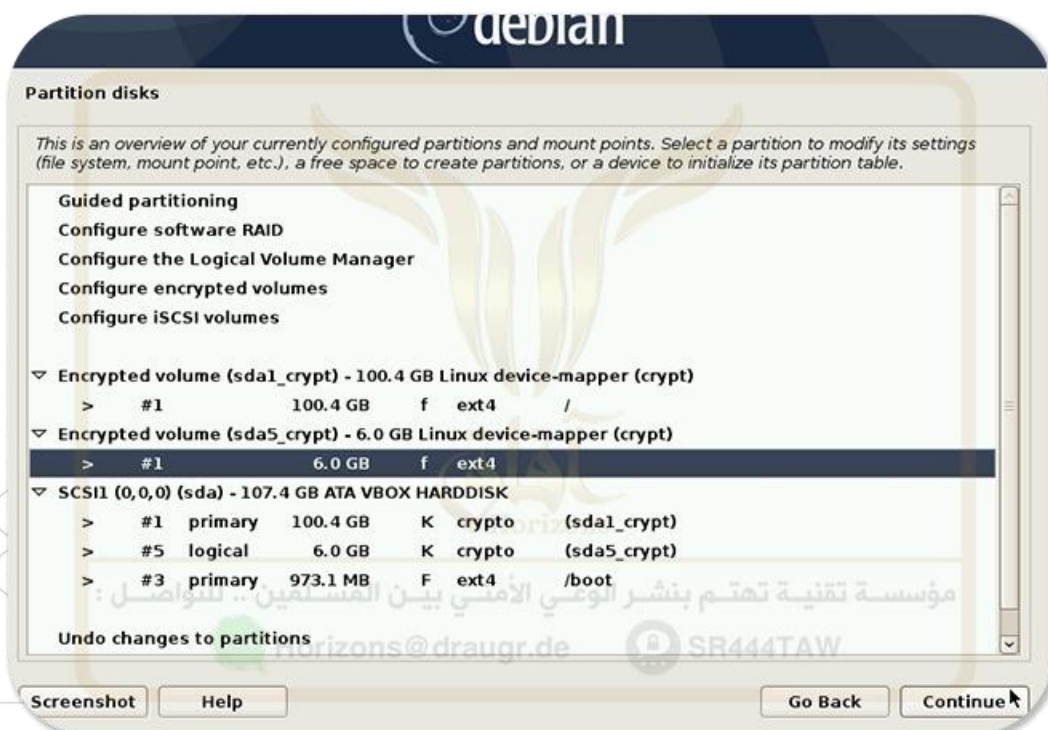 debian
Partition disks
This is an overview of your currently configured partitions and mount points. Select a partition to modify its settings
(file system, mount point, etc.), a free space to create partitions, or a device to initialize its partition table.
Guided partitioning
Configure software RAID
Configure the Logical Volume Manager
Configure encrypted volumes
Configure iSCSI volumes
Encrypted volume (sda1_crypt) - 100.4 GB Linux device-mapper (crypt)
> #1 100.4 GB f ext4 /
Encrypted volume (sda5_crypt) - 6.0 GB Linux device-mapper (crypt)
> #1 6.0 GB f ext4
SCSI1 (0,0,0) (sda) - 107.4 GB ATA VBOX HARDDISK
> #1 primary 100.4 GB K crypto (sda1_crypt)
> #5 logical 6.0 GB K crypto (sda5_crypt)
> #3 primary 973.1 MB F ext4 /boot
مؤسسة تقنية تهتم بنشر الوعي الأمني بين المسلمين .. للتواصل :
Undo changes to partitions
Horizons@draugr.de SR444TAW
Screenshot Help Go Back Continue